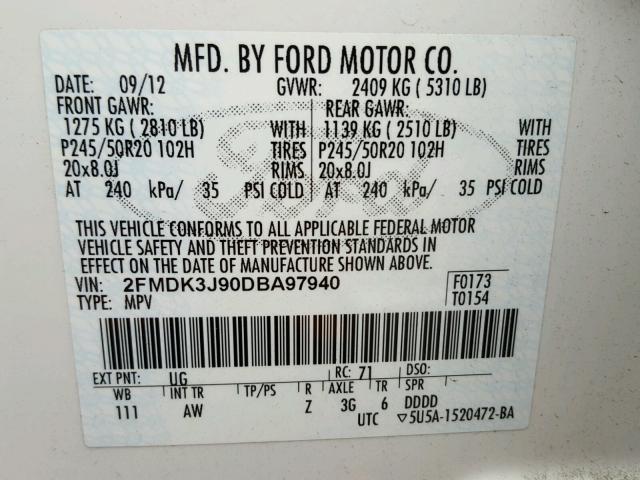 MFD. BY FORD MOTOR CO.
DATE: 09/12 GVWR: 2409 KG ( 5310 LB)
FRONT GAWR: REAR GAWR:
1275 KG ( 2810 LB) WITH 1139 KG ( 2510 LB) WITH
P245/50R20 102H TIRES P245/50R20 102H TIRES
20x8.0J RIMS 20x8.0J RIMS
AT 240 kPa/ 35 PSI COLD AT 240 kPa/ 35 PSI COLD
Ford
THIS VEHICLE CONFORMS TO ALL APPLICABLE FEDERAL MOTOR
VEHICLE SAFETY AND THEFT PREVENTION STANDARDS IN
EFFECT ON THE DATE OF MANUFACTURE SHOWN ABOVE.
VIN: 2FMDK3J90DBA97940 F0173
TYPE: MPV T0154
EXT PNT: UG RC: 71 DSO:
WB INT TR TP/PS R AXLE TR SPR
111 AW Z 3G 6 DDDD
UTC ▽5U5A-1520472-BA